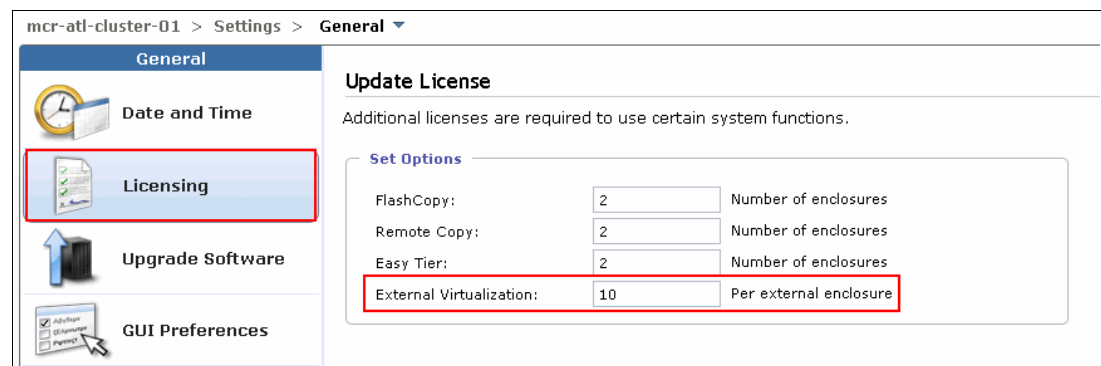 mcr-atl-cluster-01 > Settings > General
General
Date and Time
Licensing
Upgrade Software
GUI Preferences
Update License
Additional licenses are required to use certain system functions.
Set Options
FlashCopy: 2 Number of enclosures
Remote Copy: 2 Number of enclosures
Easy Tier: 2 Number of enclosures
External Virtualization: 10 Per external enclosure